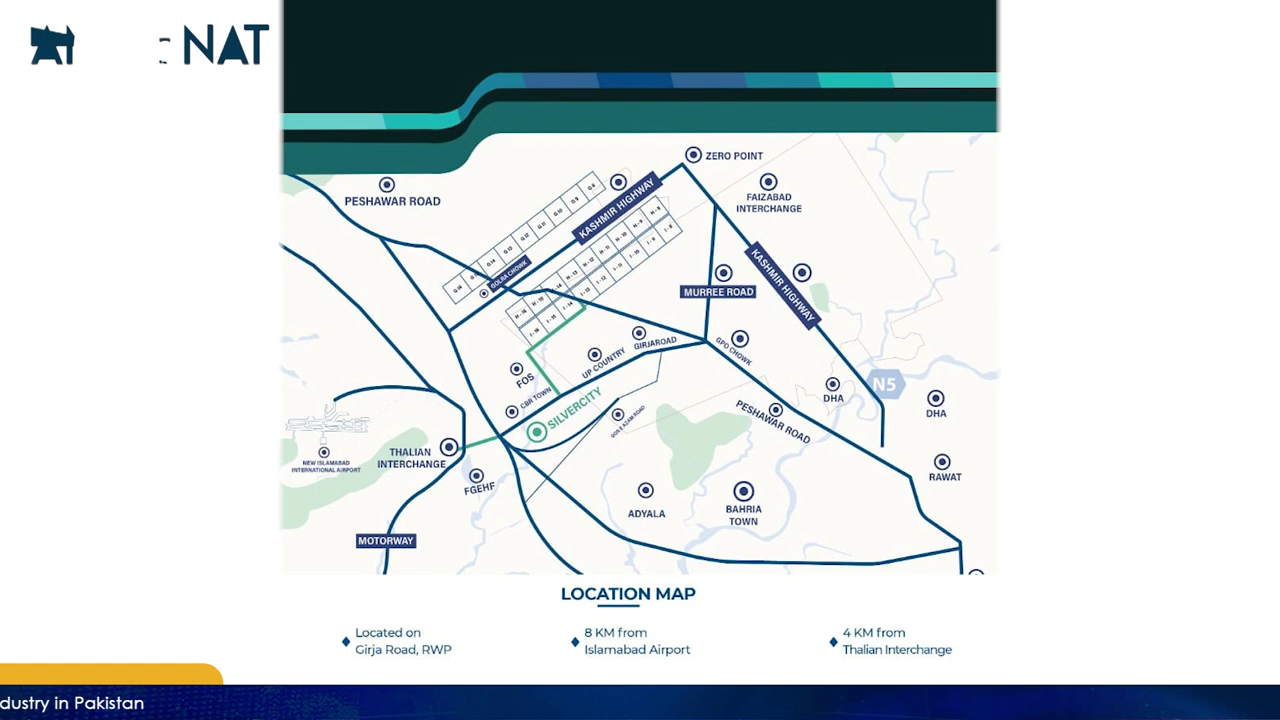 NAT
ZERO POINT
PESHAWAR ROAD
FAIZABAD
INTERCHANGE
KASHMIR HIGHWAY
GOLRA CHOWK
KASHMIR HIGHWAY
MURREE ROAD
GIRJAROAD
GPO CHOWK
UP COUNTRY
FOS
CBR TOWN
SILVERCITY
N5
DHA
DHA
PESHAWAR ROAD
THALIAN
INTERCHANGE
NEW ISLAMABAD
INTERNATIONAL AIRPORT
FGEHF
RAWAT
ADYALA
BAHRIA
TOWN
MOTORWAY
LOCATION MAP
Located on
Girja Road, RWP
8 KM from
Islamabad Airport
4 KM from
Thalian Interchange
dustry in Pakistan